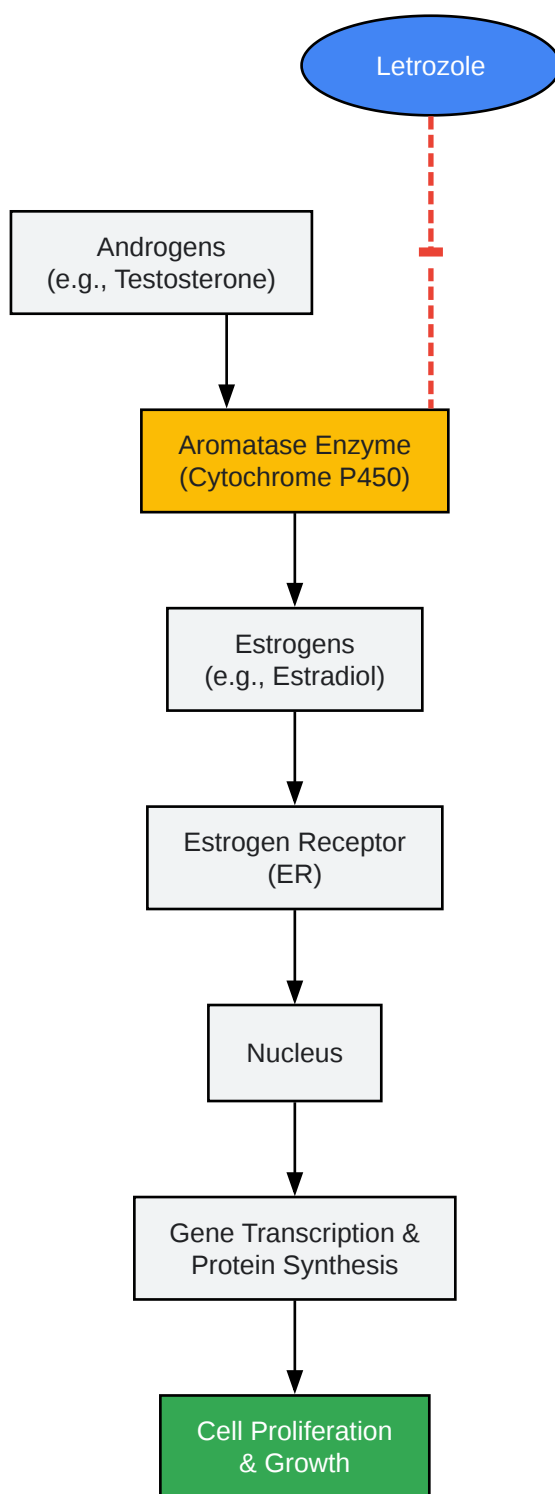 Letrozole
Androgens
(e.g., Testosterone)
Aromatase Enzyme
(Cytochrome P450)
Estrogens
(e.g., Estradiol)
Estrogen Receptor
(ER)
Nucleus
Gene Transcription &
Protein Synthesis
Cell Proliferation
& Growth